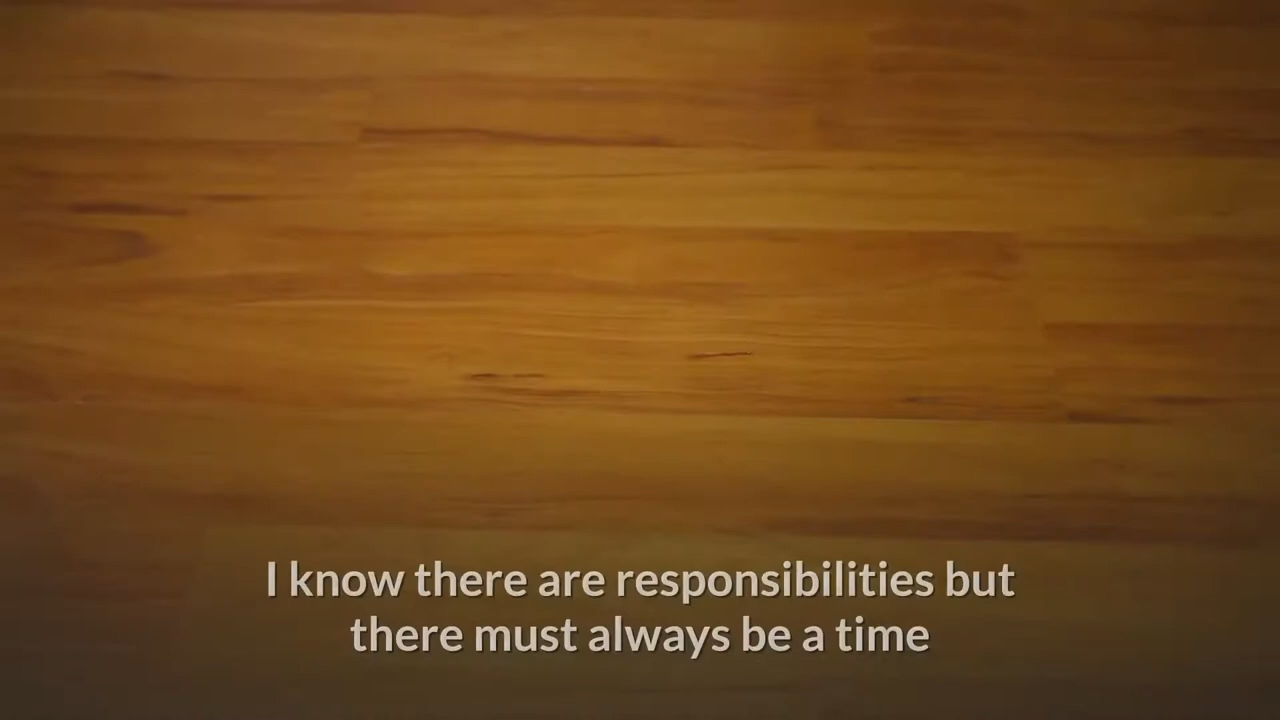 I know there are responsibilities but
there must always be a time